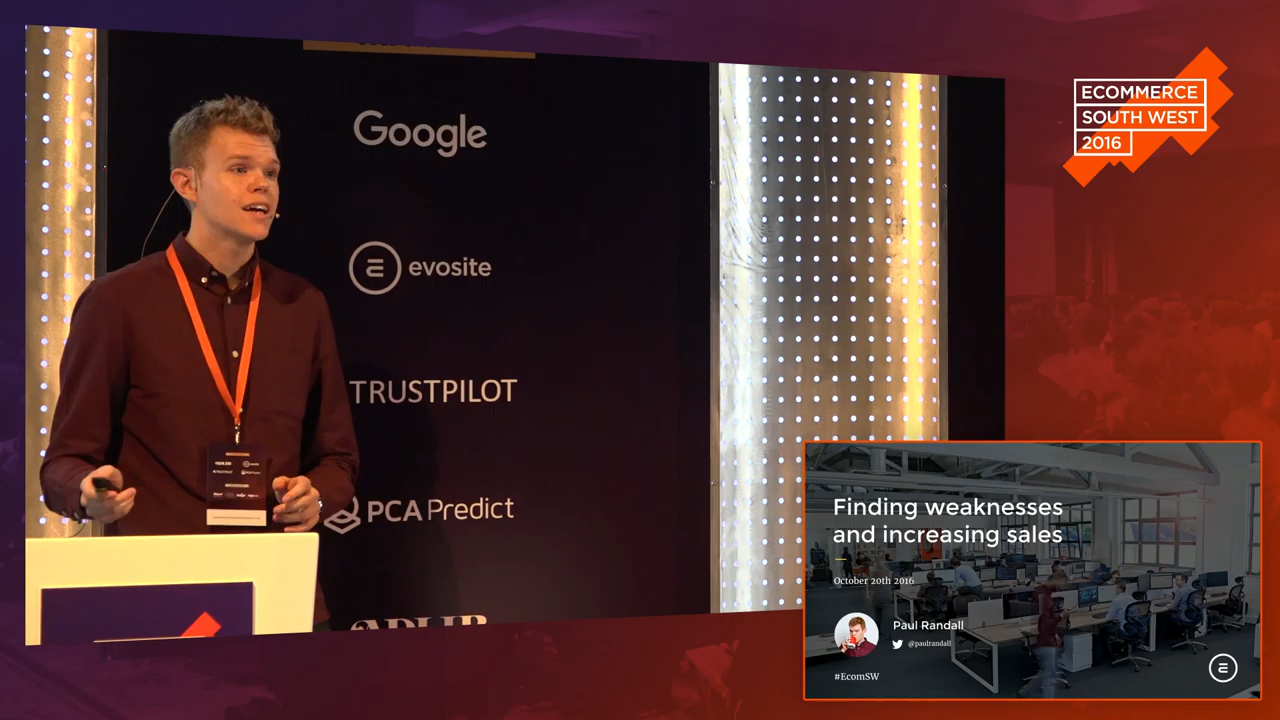 Google
evosite
TRUSTPILOT
PCA Predict
ECOMMERCE
SOUTH WEST
2016
Finding weaknesses
and increasing sales
October 20th 2016
Paul Randall
@paulrandall
#EcomSW